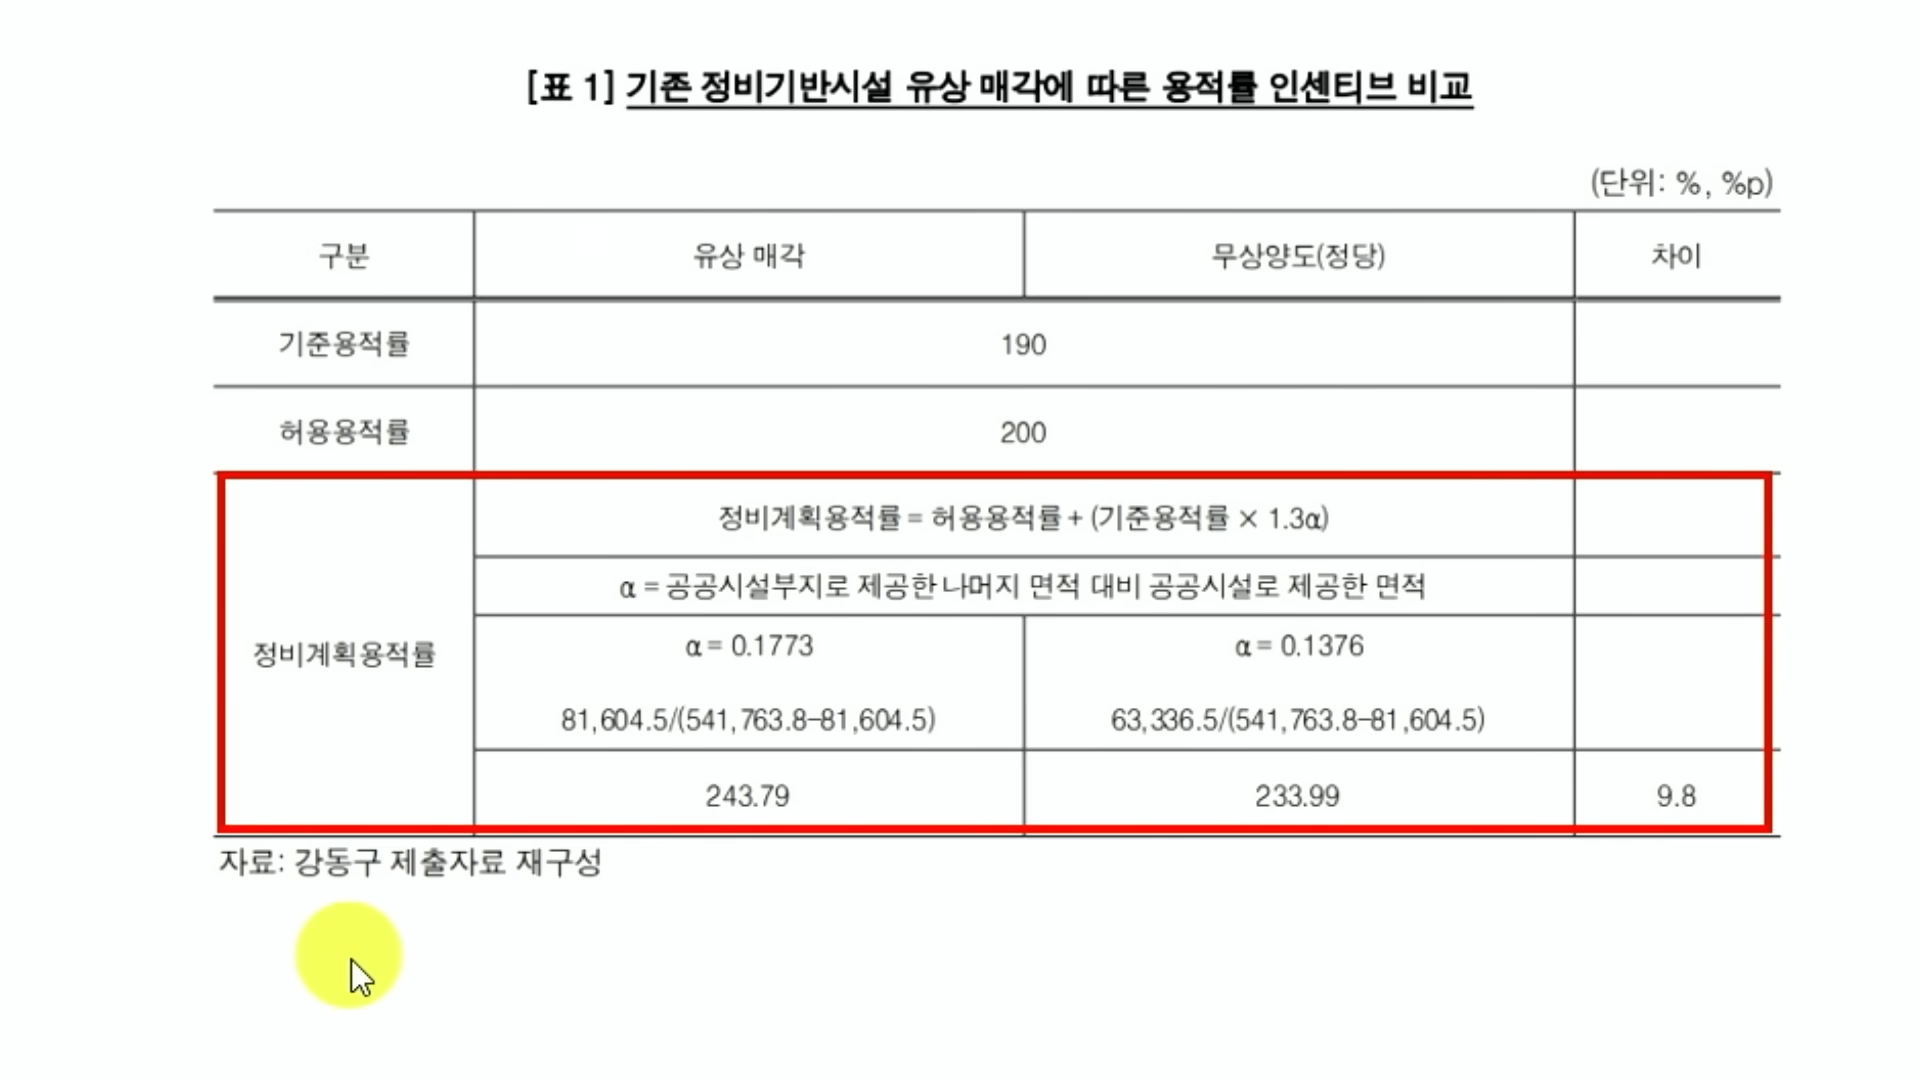 [표 1] 기존 정비기반시설 유상 매각에 따른 용적률 인센티브 비교
(단위: %, %p)
구분 유상 매각 무상양도(정당) 차이
기준용적률 190
허용용적률 200
정비계획용적률 = 허용용적률 + (기준용적률 × 1.3α)
α = 공공시설부지로 제공한 나머지 면적 대비 공공시설로 제공한 면적
정비계획용적률
α = 0.1773 α = 0.1376
81,604.5/(541,763.8–81,604.5) 63,336.5/(541,763.8–81,604.5)
243.79 233.99 9.8
자료: 강동구 제출자료 재구성